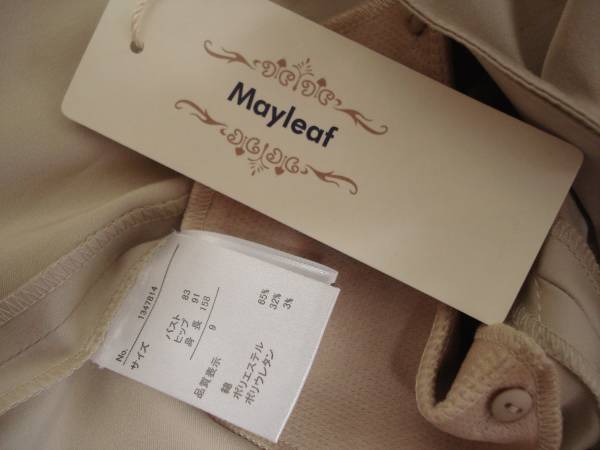 Mayleaf
No. 1347814
サイズ
バスト 83
ヒップ 91
身長 158
9
品質表示
綿 65%
ポリエステル 32%
ポリウレタン 3%